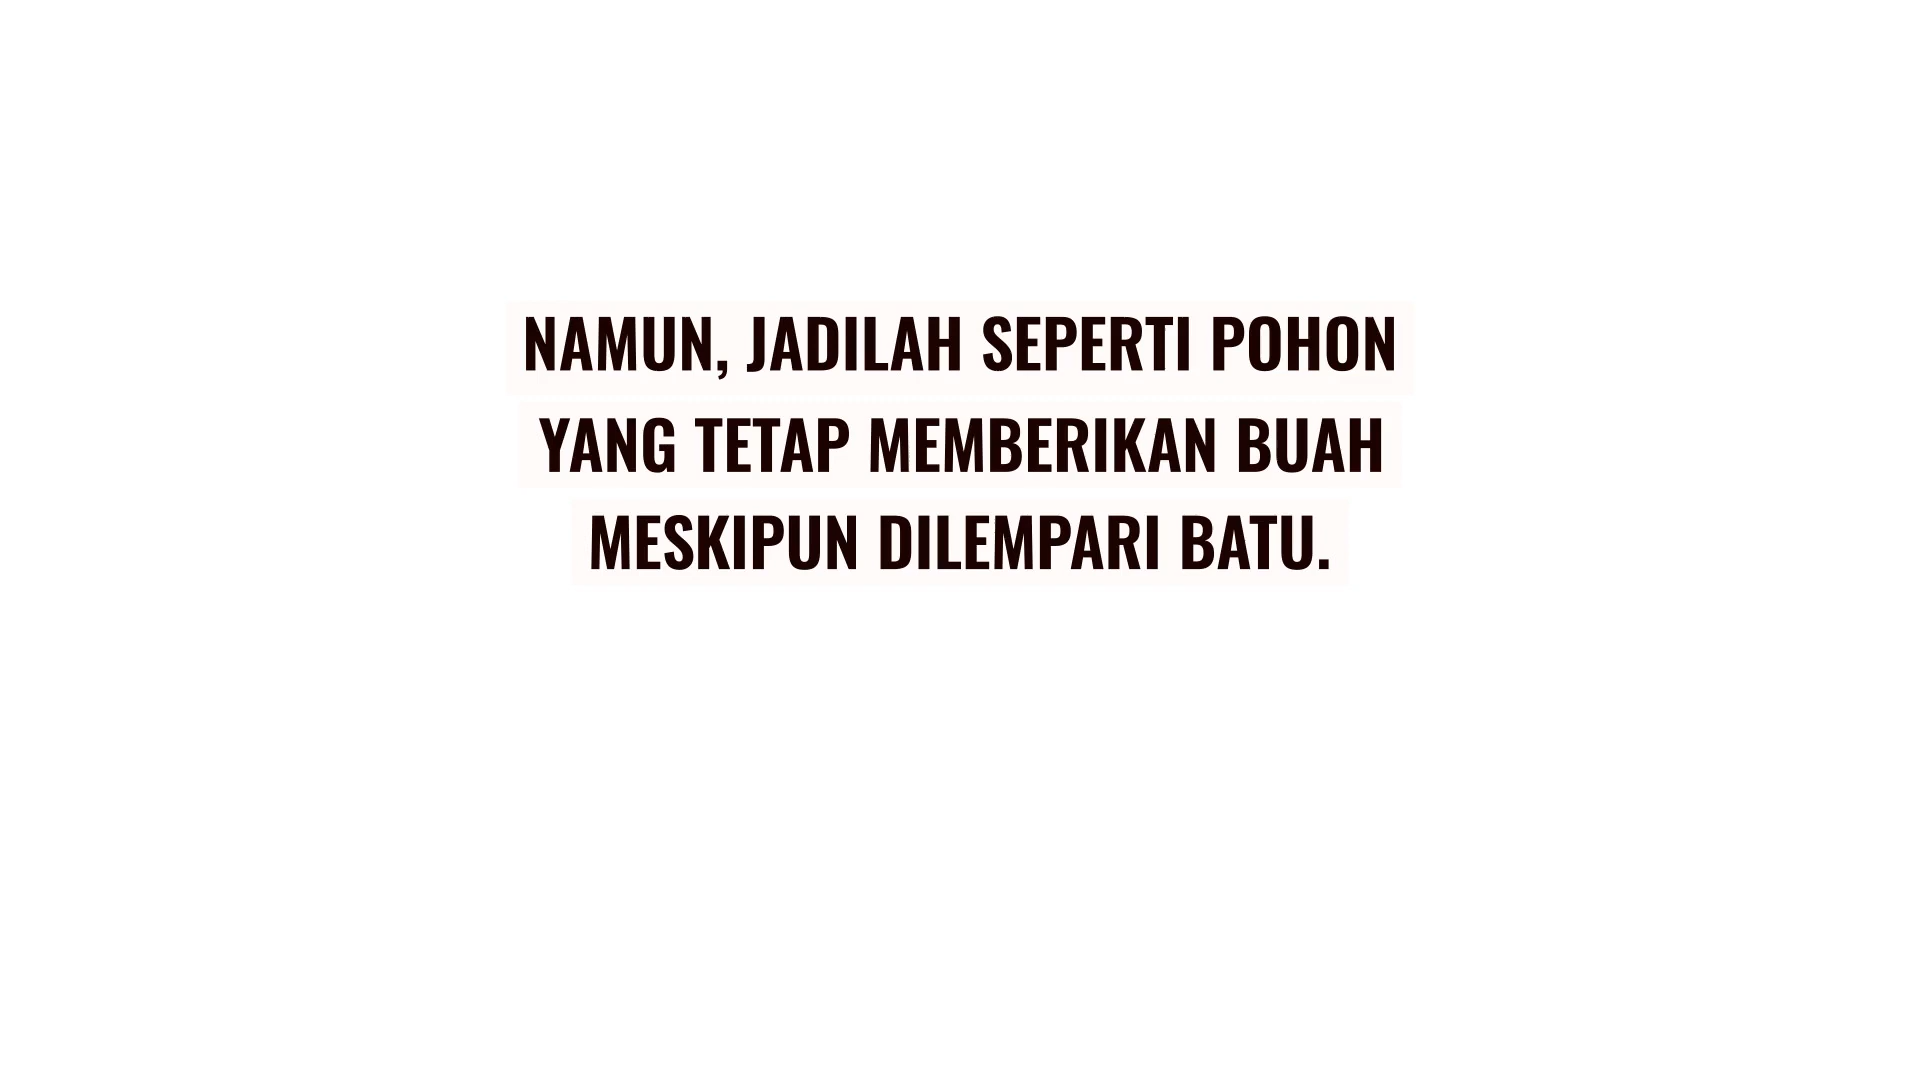 NAMUN, JADILAH SEPERTI POHON
YANG TETAP MEMBERIKAN BUAH
MESKIPUN DILEMPARI BATU.